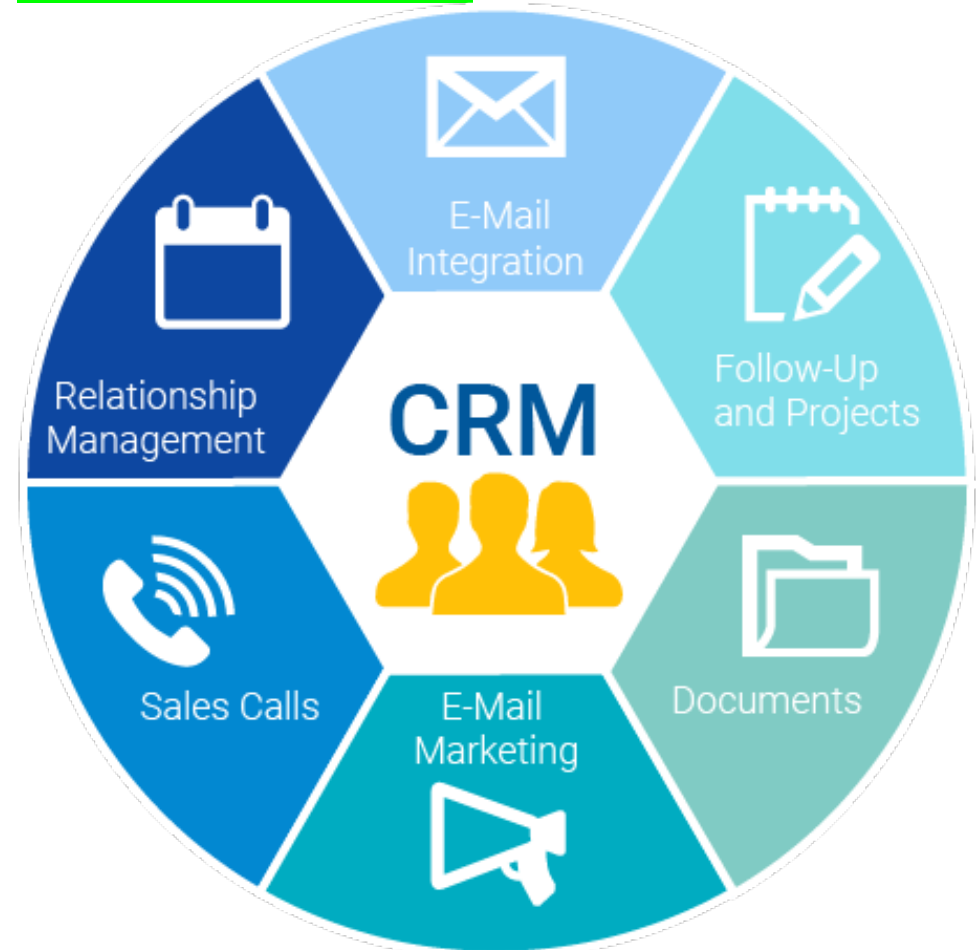 E-Mail
Integration
Follow-Up
and Projects
Relationship
Management
CRM
Sales Calls
E-Mail
Marketing
Documents